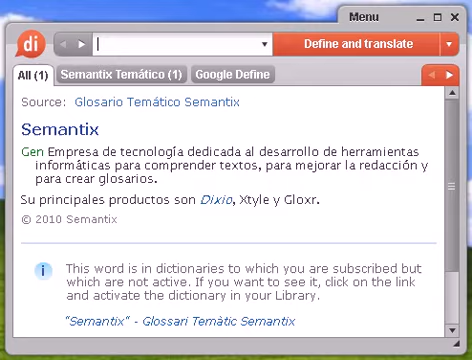 Menu
di
Define and translate
All (1)
Semantix Temático (1)
Google Define
Source: Glosario Temático Semantix
Semantix
Gen Empresa de tecnología dedicada al desarrollo de herramientas
informáticas para comprender textos, para mejorar la redacción y
para crear glosarios.
Su principales productos son Dixio, Xtyle y Gloxr.
© 2010 Semantix
i
This word is in dictionaries to which you are subscribed but
which are not active. If you want to see it, click on the link
and activate the dictionary in your Library.
"Semantix" - Glossari Temàtic Semantix